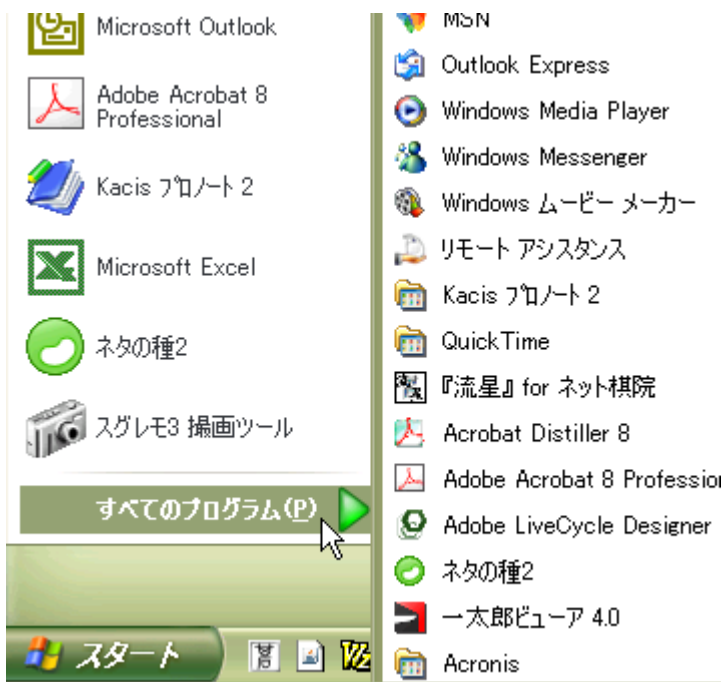 Microsoft Outlook
Adobe Acrobat 8
Professional
Kacis プロノート 2
Microsoft Excel
ネタの種2
スグレモ3 撮画ツール
すべてのプログラム(P)
スタート
MSN
Outlook Express
Windows Media Player
Windows Messenger
Windows ムービー メーカー
リモート アシスタンス
Kacis プロノート 2
QuickTime
『流星』 for ネット棋院
Acrobat Distiller 8
Adobe Acrobat 8 Profession
Adobe LiveCycle Designer
ネタの種2
一太郎ビューア 4.0
Acronis